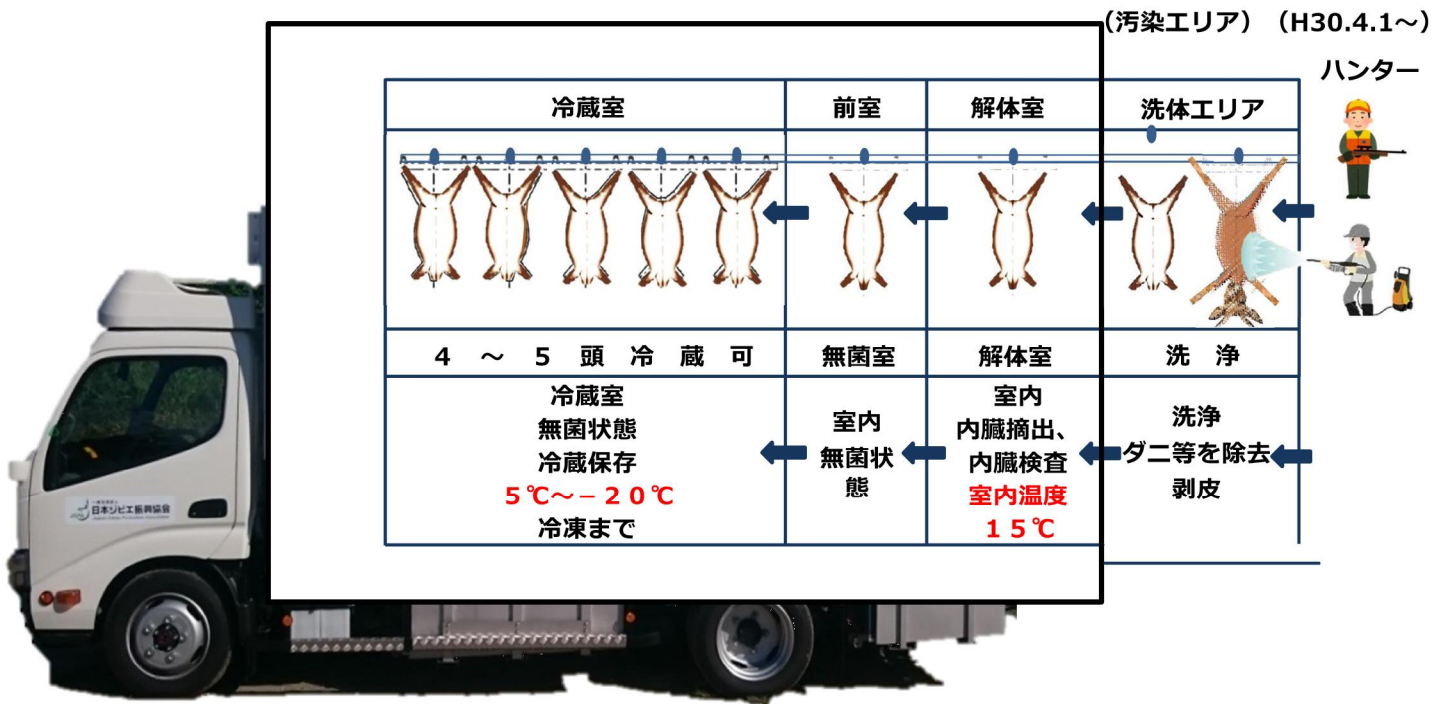 (汚染エリア) (H30.4.1~)
ハンター
冷蔵室 前室 解体室 洗体エリア
4 ~ 5 頭 冷 蔵 可 無菌室 解体室 洗 浄
冷蔵室
無菌状態
冷蔵保存
5℃~-20℃
冷凍まで
室内
無菌状
態
室内
内臓摘出、
内臓検査
室内温度
15℃
洗浄
ダニ等を除去
剥皮
日本ジビエ振興協会